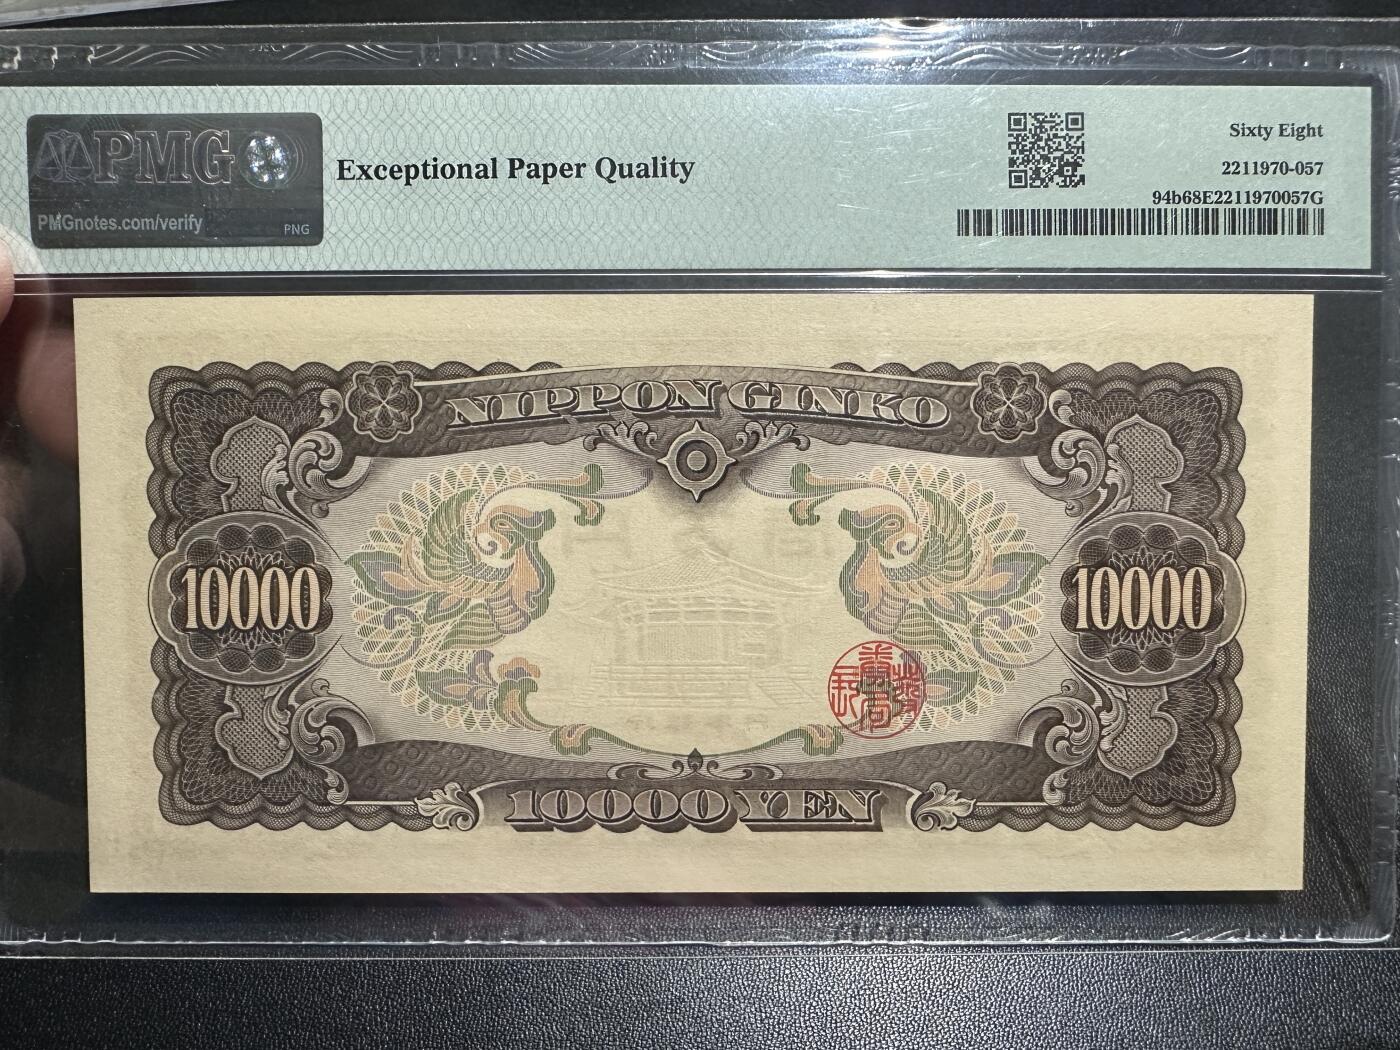 PMG
PMGnotes.com/verify
PNG
Exceptional Paper Quality
Sixty Eight
2211970-057
94b68E2211970057G
NIPPON GINKO
10000
10000
10000 YEN